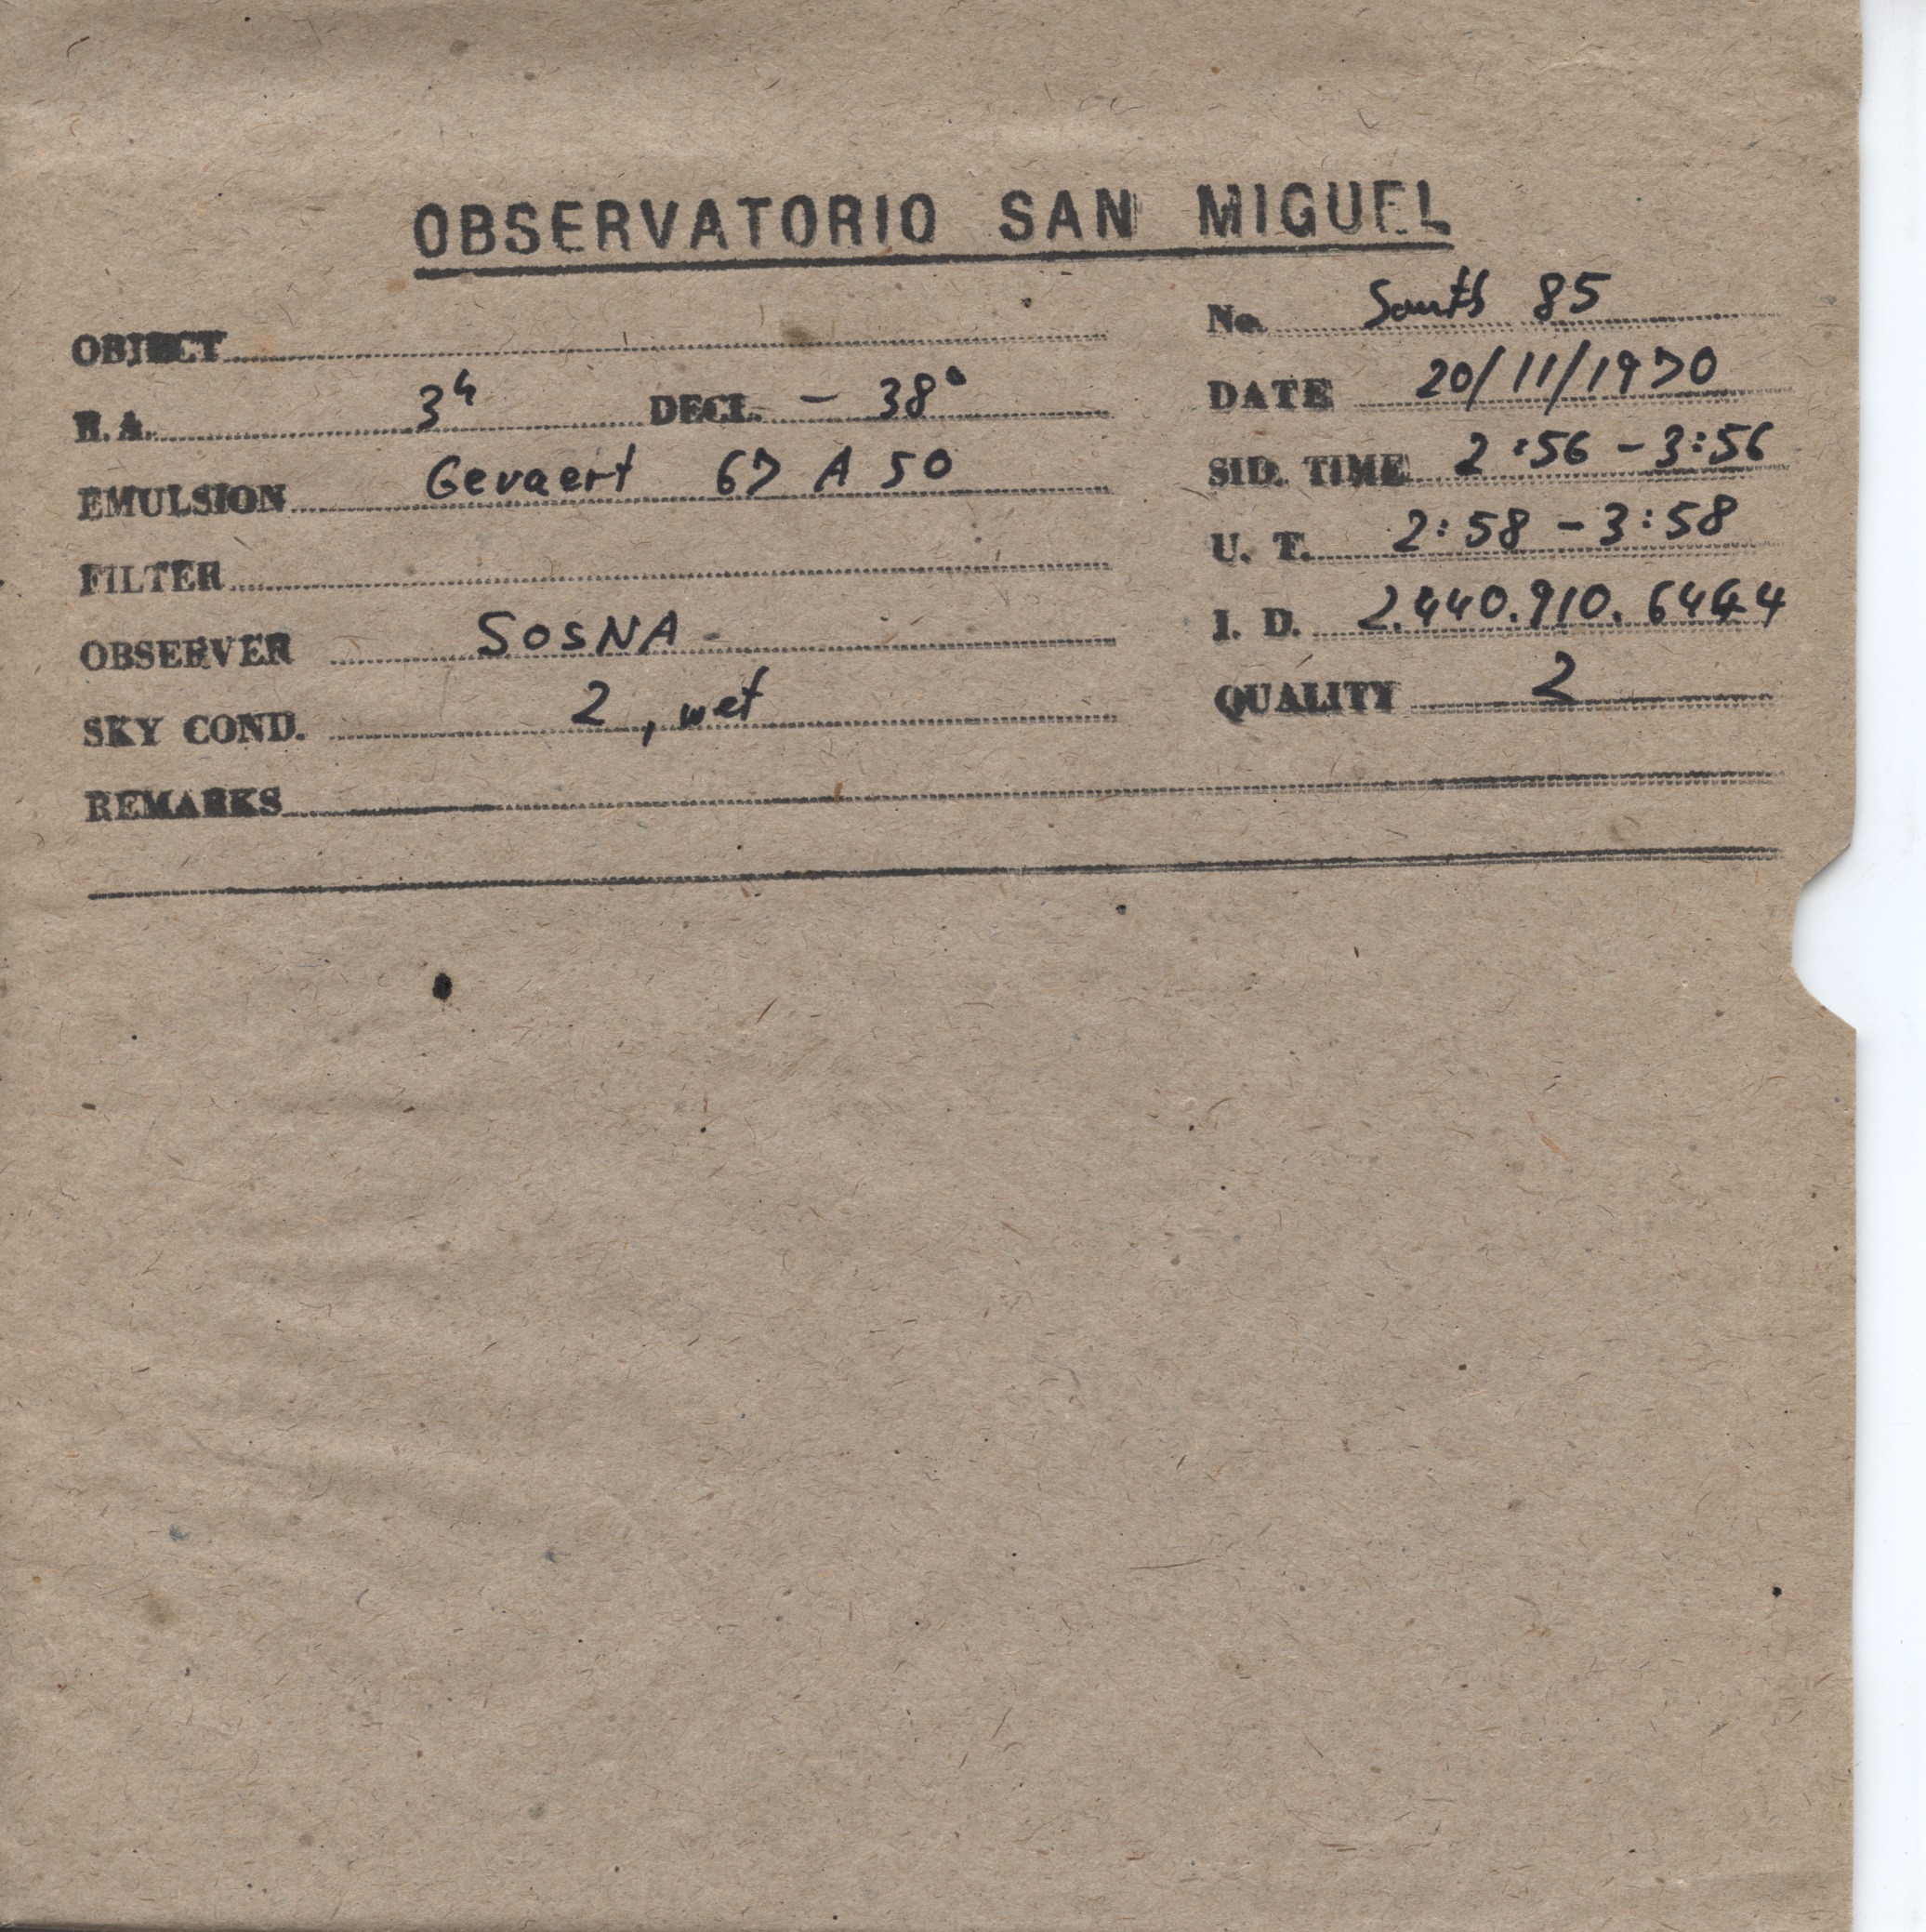 OBSERVATORIO SAN MIGUEL
No. South 85
OBJECT
DATE 20/11/1970
R.A. 3h DECL. - 38°
SID. TIME 2:56 - 3:56
EMULSION Gevaert 67 A 50
U. T. 2:58 - 3:58
FILTER
I. D. 2.440.910.6444
OBSERVER SOSNA
QUALITY 2
SKY COND. 2, wet
REMARKS